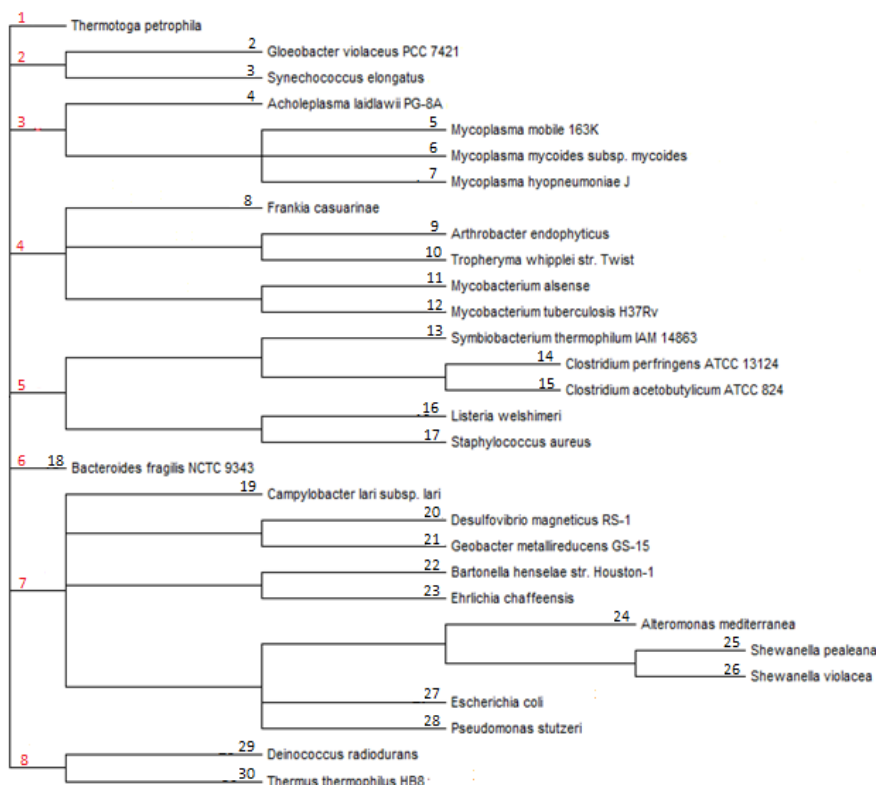 1 Thermotoga petrophila
2
2 Gloeobacter violaceus PCC 7421
3 Synechococcus elongatus
4 Acholeplasma laidlawii PG-8A
3
5 Mycoplasma mobile 163K
6 Mycoplasma mycoides subsp. mycoides
7 Mycoplasma hyopneumoniae J
8 Frankia casuarinae
4
9 Arthrobacter endophyticus
10 Tropheryma whipplei str. Twist
11 Mycobacterium alsense
12 Mycobacterium tuberculosis H37Rv
13 Symbiobacterium thermophilum IAM 14863
14 Clostridium perfringens ATCC 13124
5
15 Clostridium acetobutylicum ATCC 824
16 Listeria welshimeri
17 Staphylococcus aureus
6 18 Bacteroides fragilis NCTC 9343
19 Campylobacter lari subsp. lari
20 Desulfovibrio magneticus RS-1
21 Geobacter metallireducens GS-15
22 Bartonella henselae str. Houston-1
7
23 Ehrlichia chaffeensis
24 Alteromonas mediterranea
25 Shewanella pealeana
26 Shewanella violacea
27 Escherichia coli
28 Pseudomonas stutzeri
29 Deinococcus radiodurans
8
30 Thermus thermophilus HB8